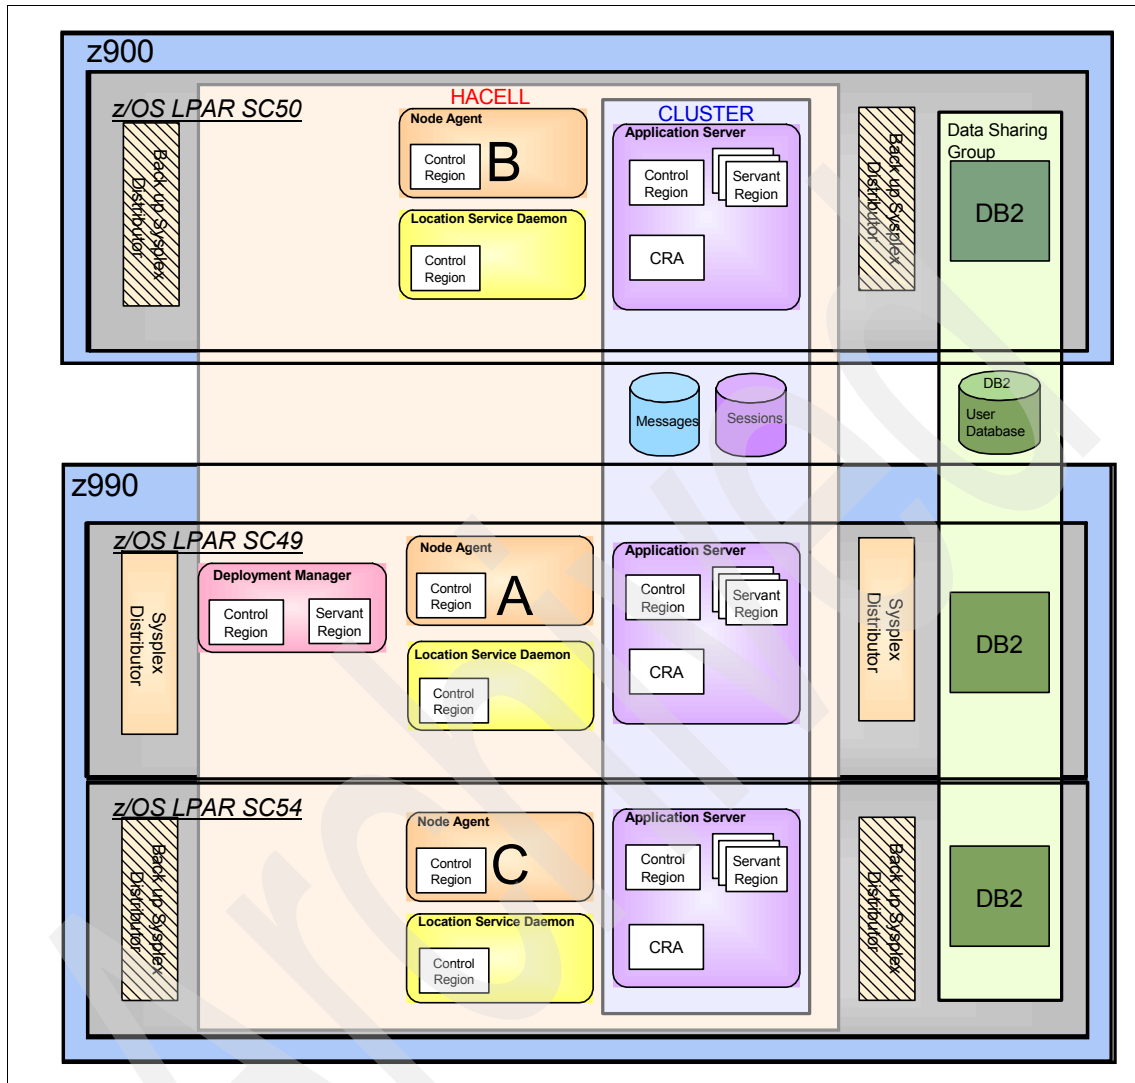 z900
z/OS LPAR SC50
HACELL
CLUSTER
Back up Sysplex
Distributor
Node Agent
Control
Region
B
Location Service Daemon
Control
Region
Application Server
Control
Region
Servant
Region
CRA
Back up Sysplex
Distributor
Data Sharing
Group
DB2
Messages
Sessions
DB2
User
Database
z990
z/OS LPAR SC49
Sysplex
Distributor
Deployment Manager
Control
Region
Servant
Region
Node Agent
Control
Region
A
Location Service Daemon
Control
Region
Application Server
Control
Region
Servant
Region
CRA
Sysplex
Distributor
DB2
z/OS LPAR SC54
Back up Sysplex
Distributor
Node Agent
Control
Region
C
Location Service Daemon
Control
Region
Application Server
Control
Region
Servant
Region
CRA
Back up Sysplex
Distributor
DB2
Archived